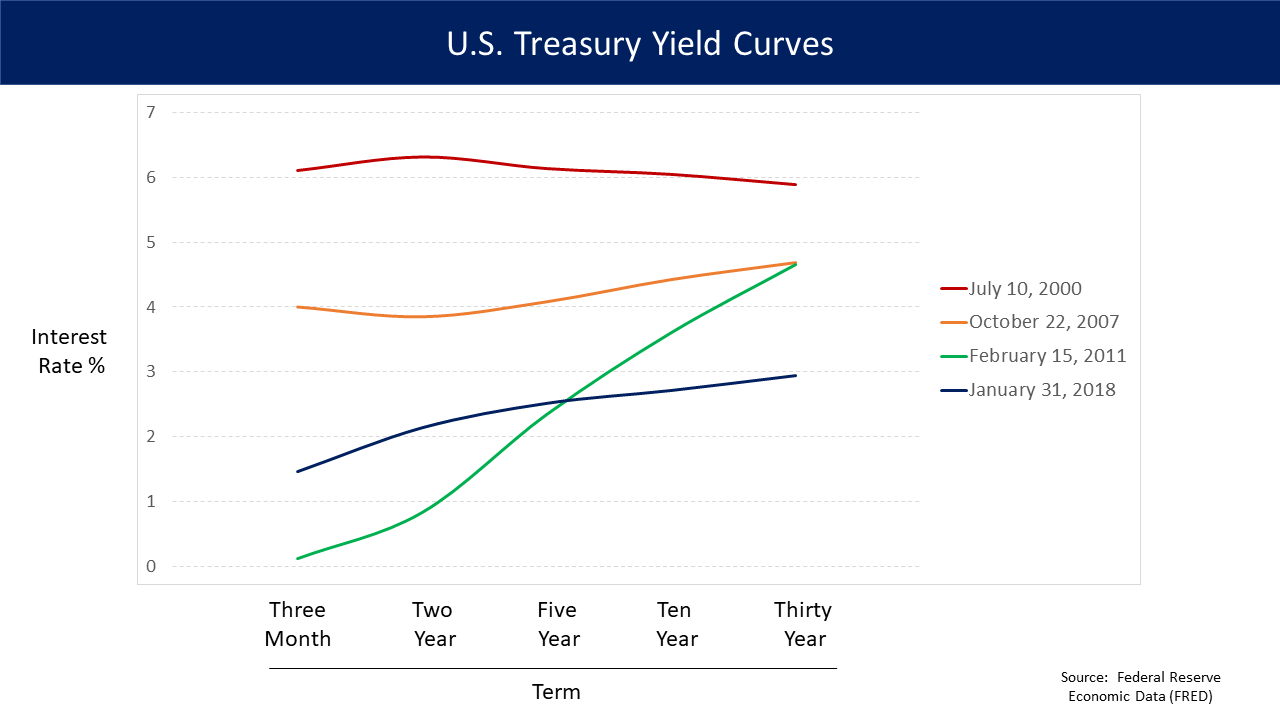 U.S. Treasury Yield Curves
7
6
5
4
3
2
1
0
Interest
Rate %
July 10, 2000
October 22, 2007
February 15, 2011
January 31, 2018
Three Month
Two Year
Five Year
Ten Year
Thirty Year
Term
Source: Federal Reserve
Economic Data (FRED)